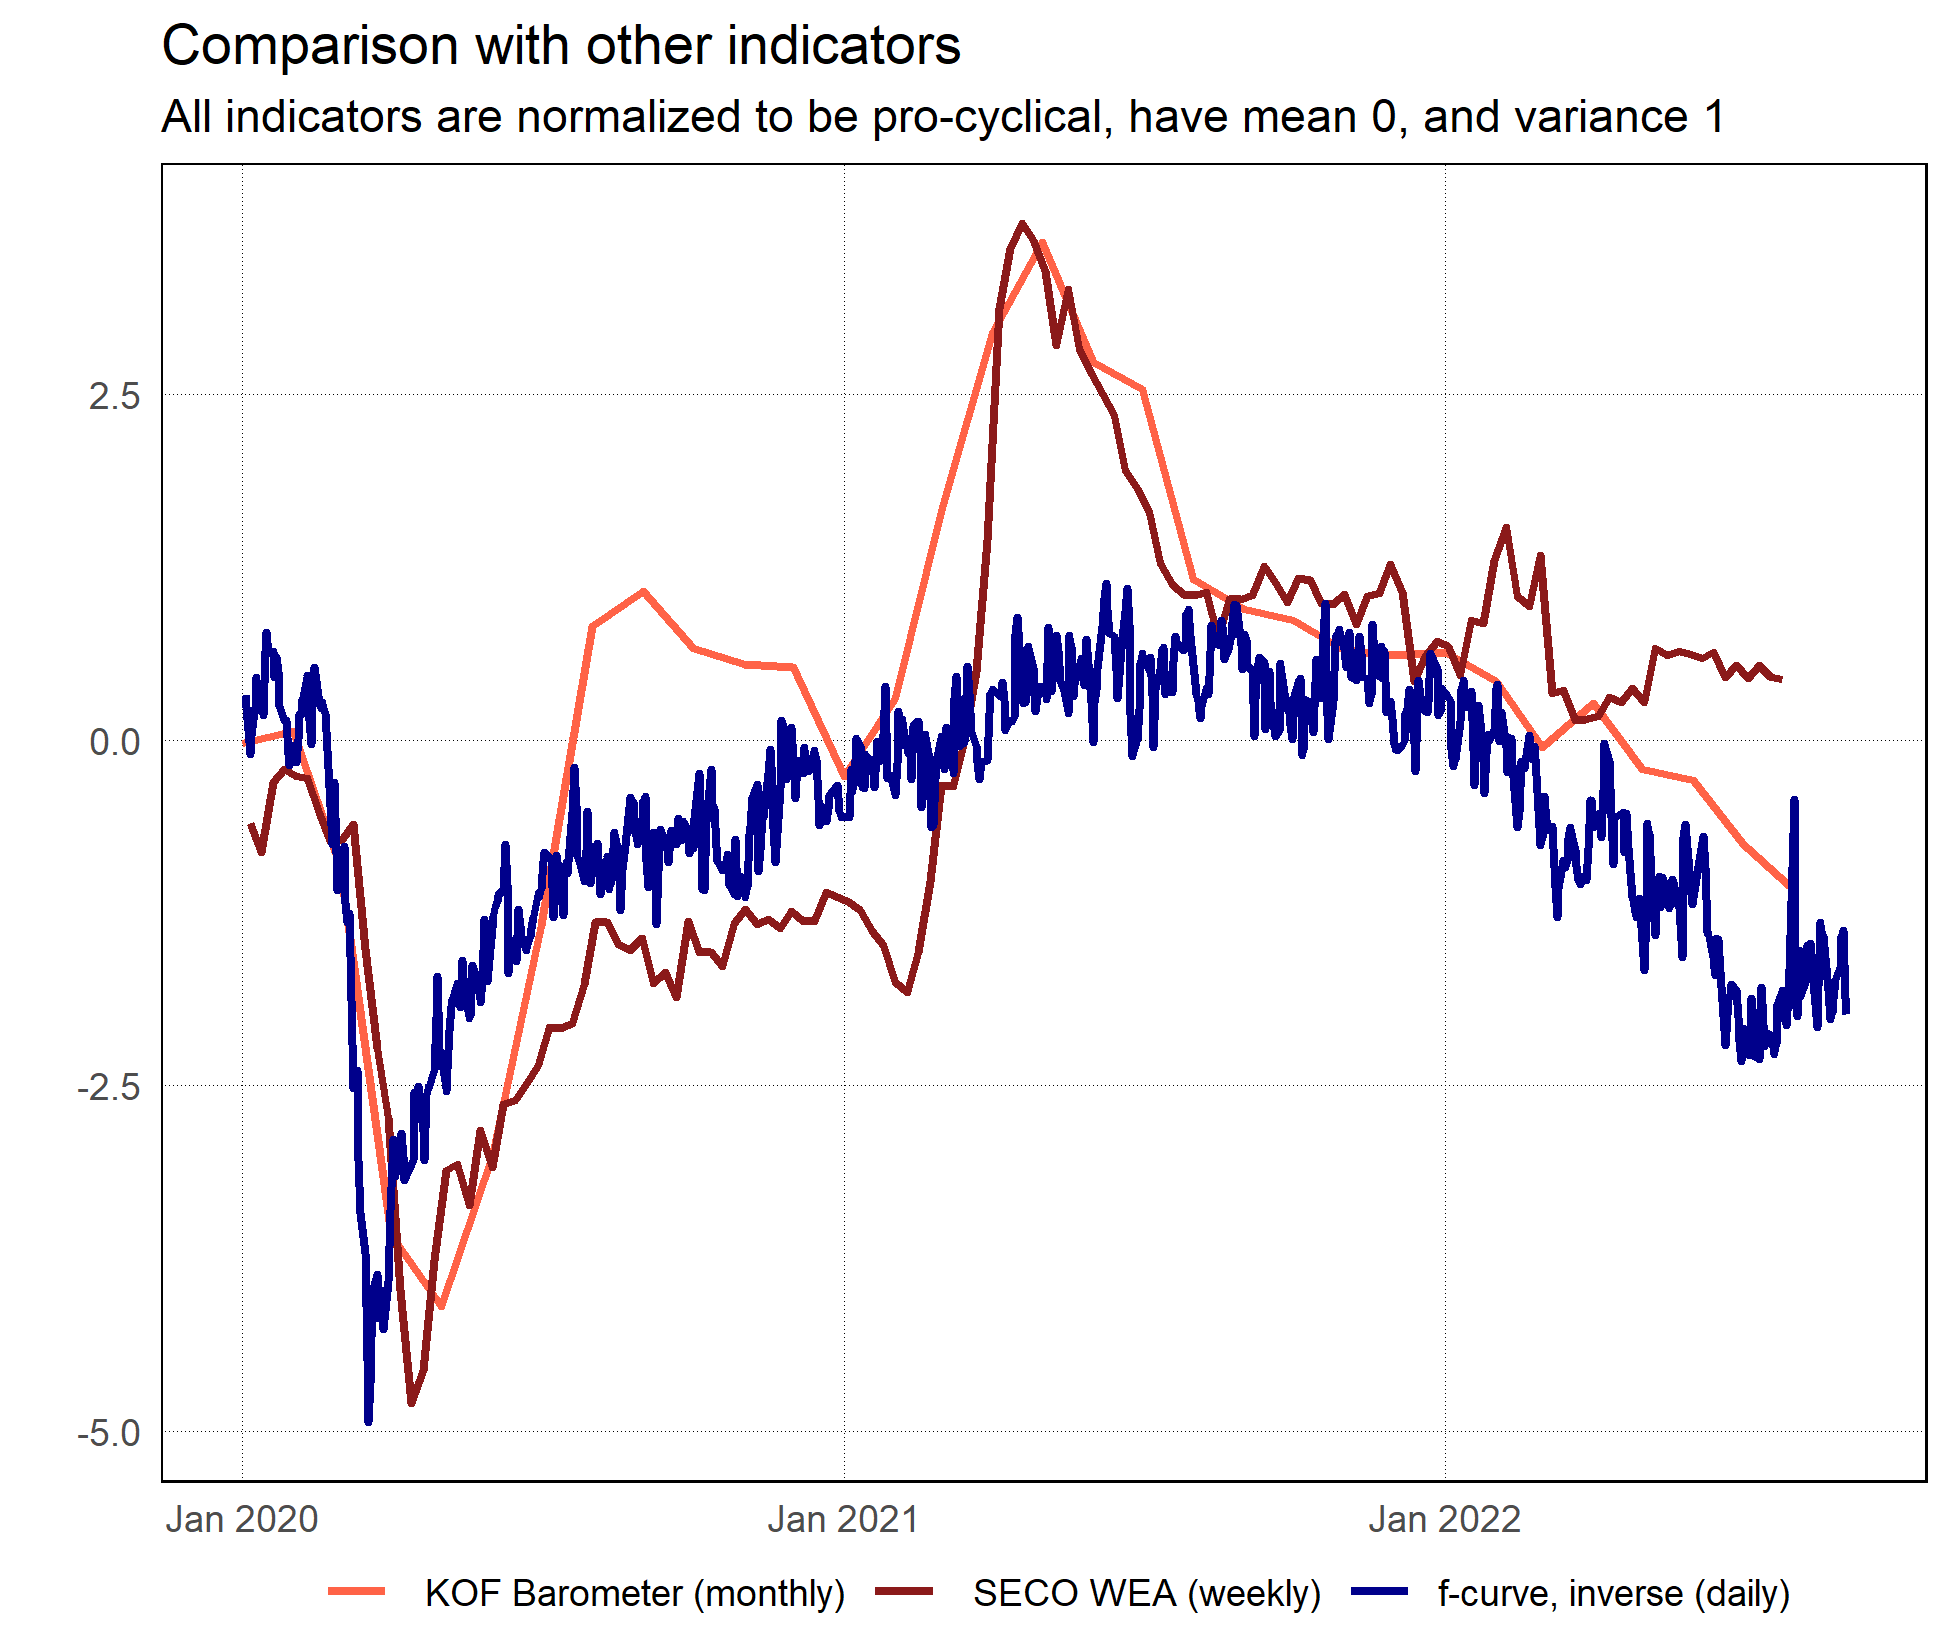 Comparison with other indicators
All indicators are normalized to be pro-cyclical, have mean 0, and variance 1
2.5
0.0
-2.5
-5.0
Jan 2020 Jan 2021 Jan 2022
KOF Barometer (monthly) SECO WEA (weekly) f-curve, inverse (daily)